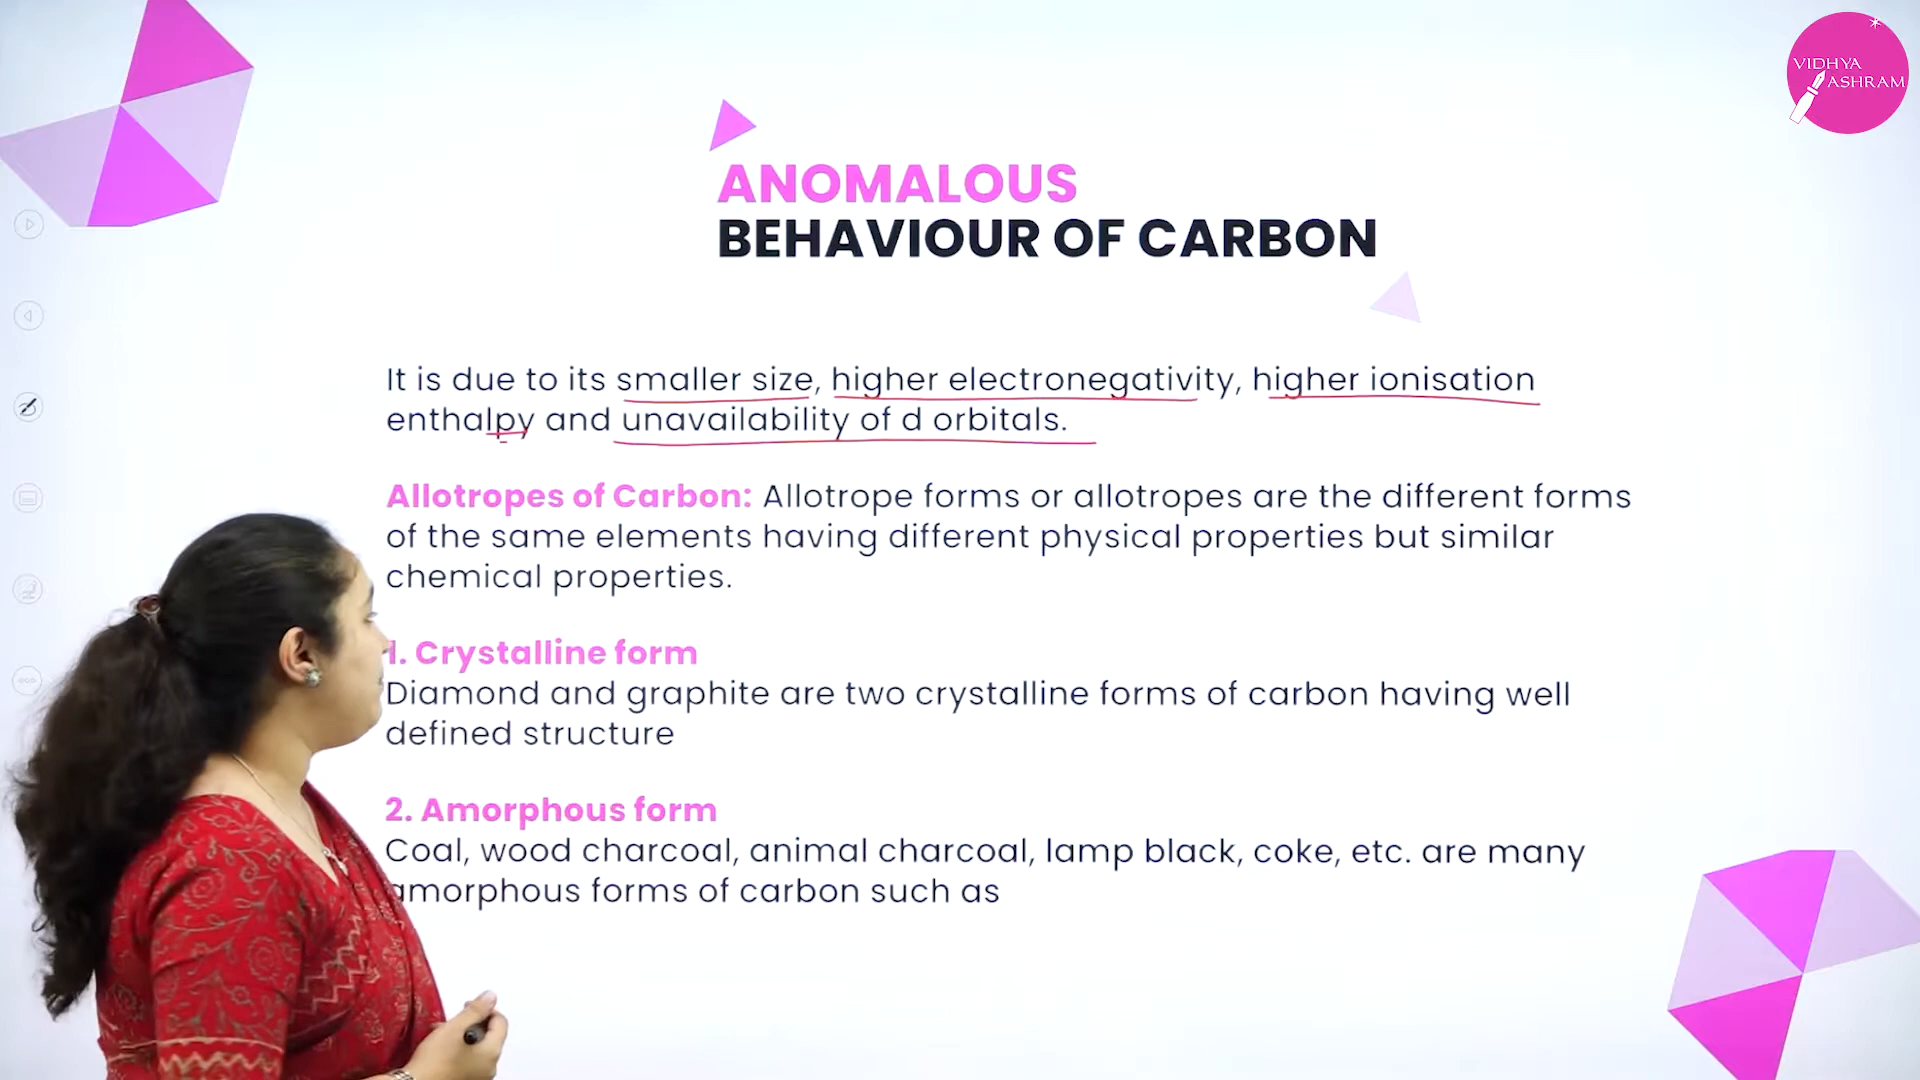 VIDHYA
ASHRAM
ANOMALOUS
BEHAVIOUR OF CARBON
It is due to its smaller size, higher electronegativity, higher ionisation
enthalpy and unavailability of d orbitals.
Allotropes of Carbon: Allotrope forms or allotropes are the different forms
of the same elements having different physical properties but similar
chemical properties.
1. Crystalline form
Diamond and graphite are two crystalline forms of carbon having well
defined structure
2. Amorphous form
Coal, wood charcoal, animal charcoal, lamp black, coke, etc. are many
amorphous forms of carbon such as